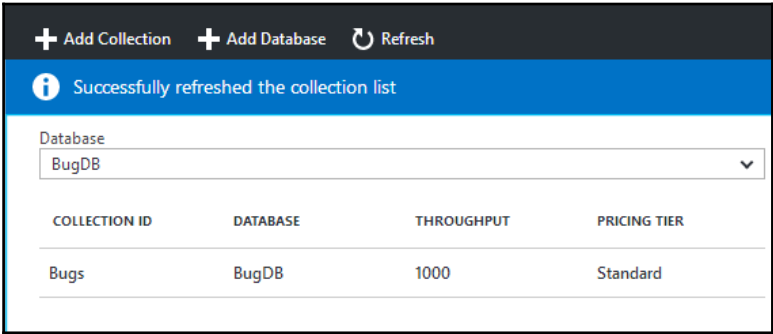 Add Collection Add Database Refresh
Successfully refreshed the collection list
Database
BugDB
COLLECTION ID DATABASE THROUGHPUT PRICING TIER
Bugs BugDB 1000 Standard